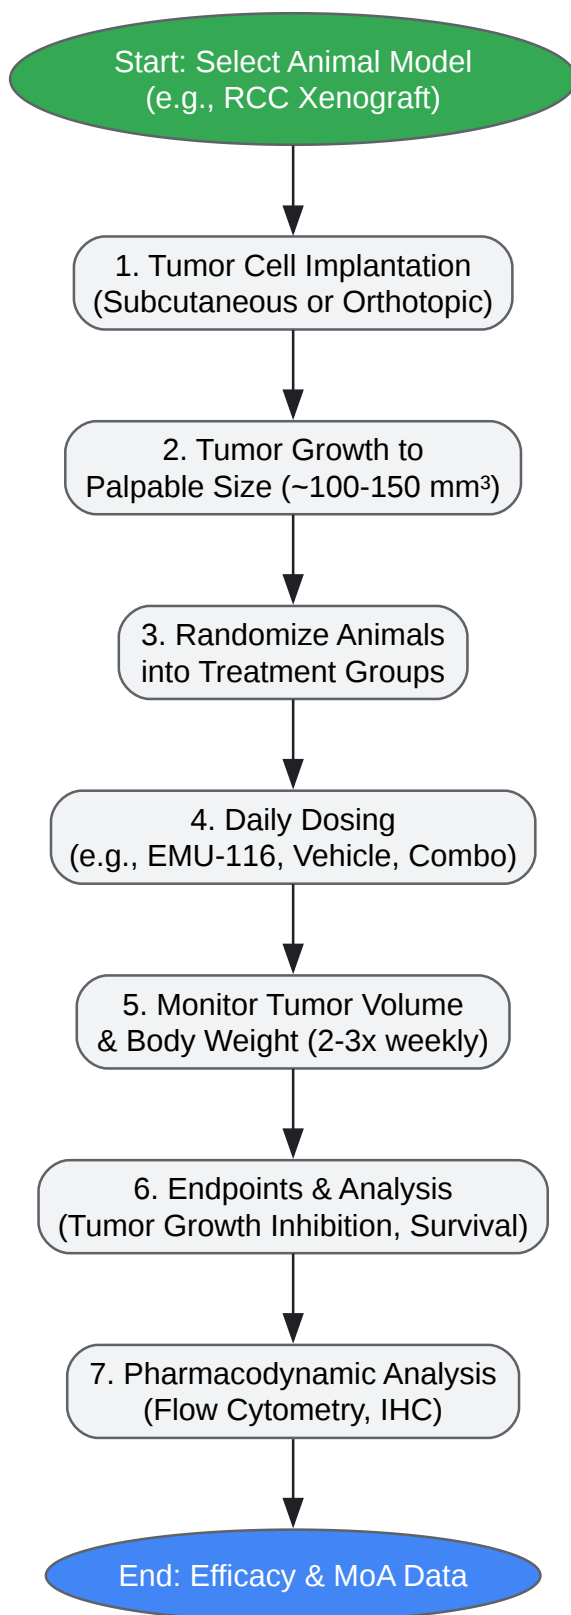 Start: Select Animal Model
(e.g., RCC Xenograft)
1. Tumor Cell Implantation
(Subcutaneous or Orthotopic)
2. Tumor Growth to
Palpable Size (~100-150 mm³)
3. Randomize Animals
into Treatment Groups
4. Daily Dosing
(e.g., EMU-116, Vehicle, Combo)
5. Monitor Tumor Volume
& Body Weight (2-3x weekly)
6. Endpoints & Analysis
(Tumor Growth Inhibition, Survival)
7. Pharmacodynamic Analysis
(Flow Cytometry, IHC)
End: Efficacy & MoA Data